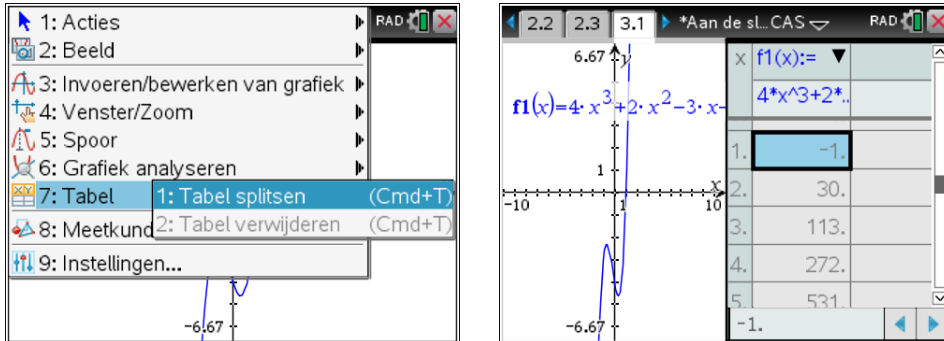 1: Acties
RAD
2: Beeld
3: Invoeren/bewerken van grafiek
4: Venster/Zoom
5: Spoor
6: Grafiek analyseren
7: Tabel
1: Tabel splitsen (Cmd+T)
8: Meetkund
2: Tabel verwijderen (Cmd+T)
9: Instellingen...
-6.67
2.2 2.3 3.1 *Aan de sl...CAS RAD
6.67 y
f1(x)=4·x³+2·x²-3·x-
1
-10 1 10 x
-6.67
x f1(x):=
4*x^3+2*..
1. -1.
2. 30.
3. 113.
4. 272.
5. 531.
-1.